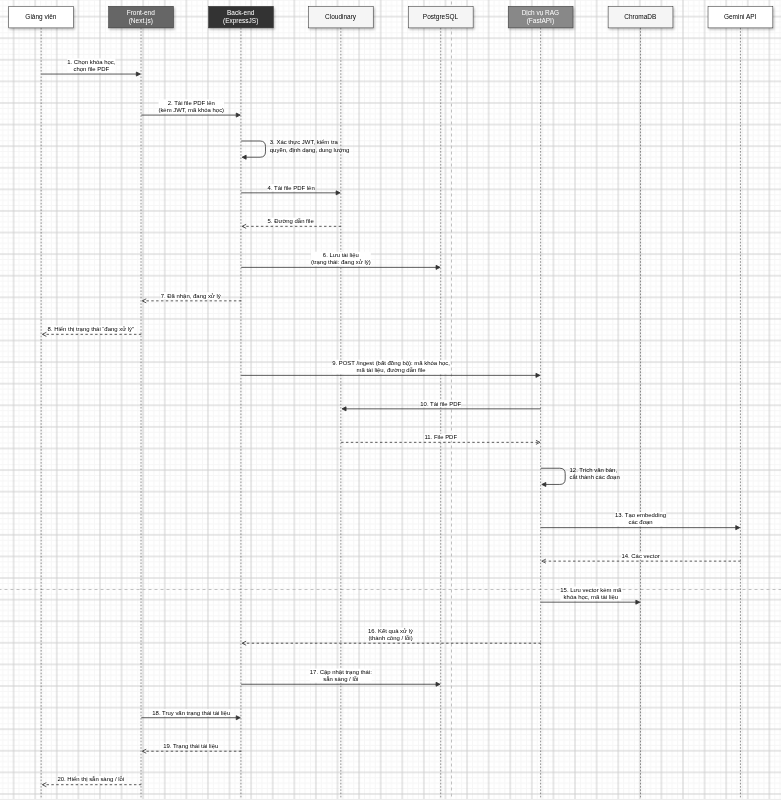 Giảng viên
Front-end
(Next.js)
Back-end
(ExpressJS)
Cloudinary
PostgreSQL
Dịch vụ RAG
(FastAPI)
ChromaDB
Gemini API
1. Chọn khóa học,
chọn file PDF
2. Tải file PDF lên
(kèm JWT, mã khóa học)
3. Xác thực JWT, kiểm tra
quyền, định dạng, dung lượng
4. Tải file PDF lên
5. Đường dẫn file
6. Lưu tài liệu
(trạng thái: đang xử lý)
7. Đã nhận, đang xử lý
8. Hiển thị trạng thái "đang xử lý"
9. POST /ingest (bất đồng bộ): mã khóa học,
mã tài liệu, đường dẫn file
10. Tải file PDF
11. File PDF
12. Trích văn bản,
cắt thành các đoạn
13. Tạo embedding
các đoạn
14. Các vector
15. Lưu vector kèm mã
khóa học, mã tài liệu
16. Kết quả xử lý
(thành công / lỗi)
17. Cập nhật trạng thái:
sẵn sàng / lỗi
18. Truy vấn trạng thái tài liệu
19. Trạng thái tài liệu
20. Hiển thị sẵn sàng / lỗi